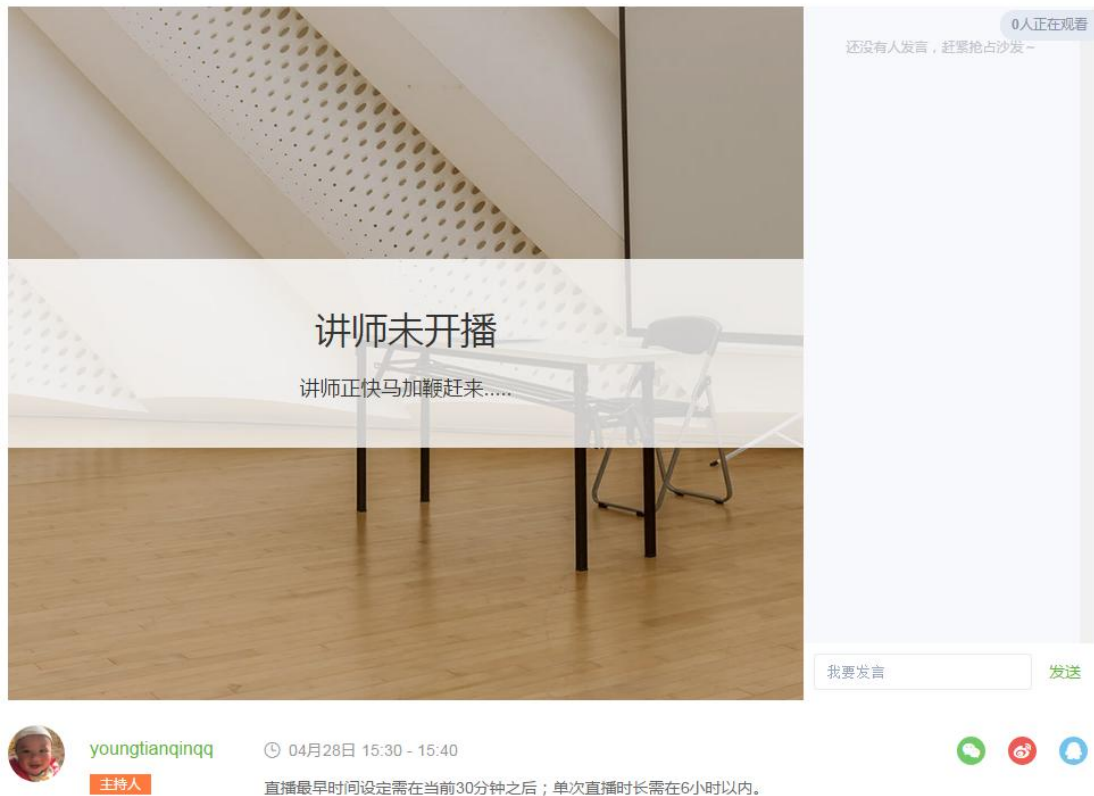 0人正在观看
还没有人发言，赶紧抢占沙发~
讲师未开播
讲师正快马加鞭赶来.....
我要发言
发送
youngtianqinqq
04月28日 15:30 - 15:40
主持人
直播最早时间设定需在当前30分钟之后；单次直播时长需在6小时以内。